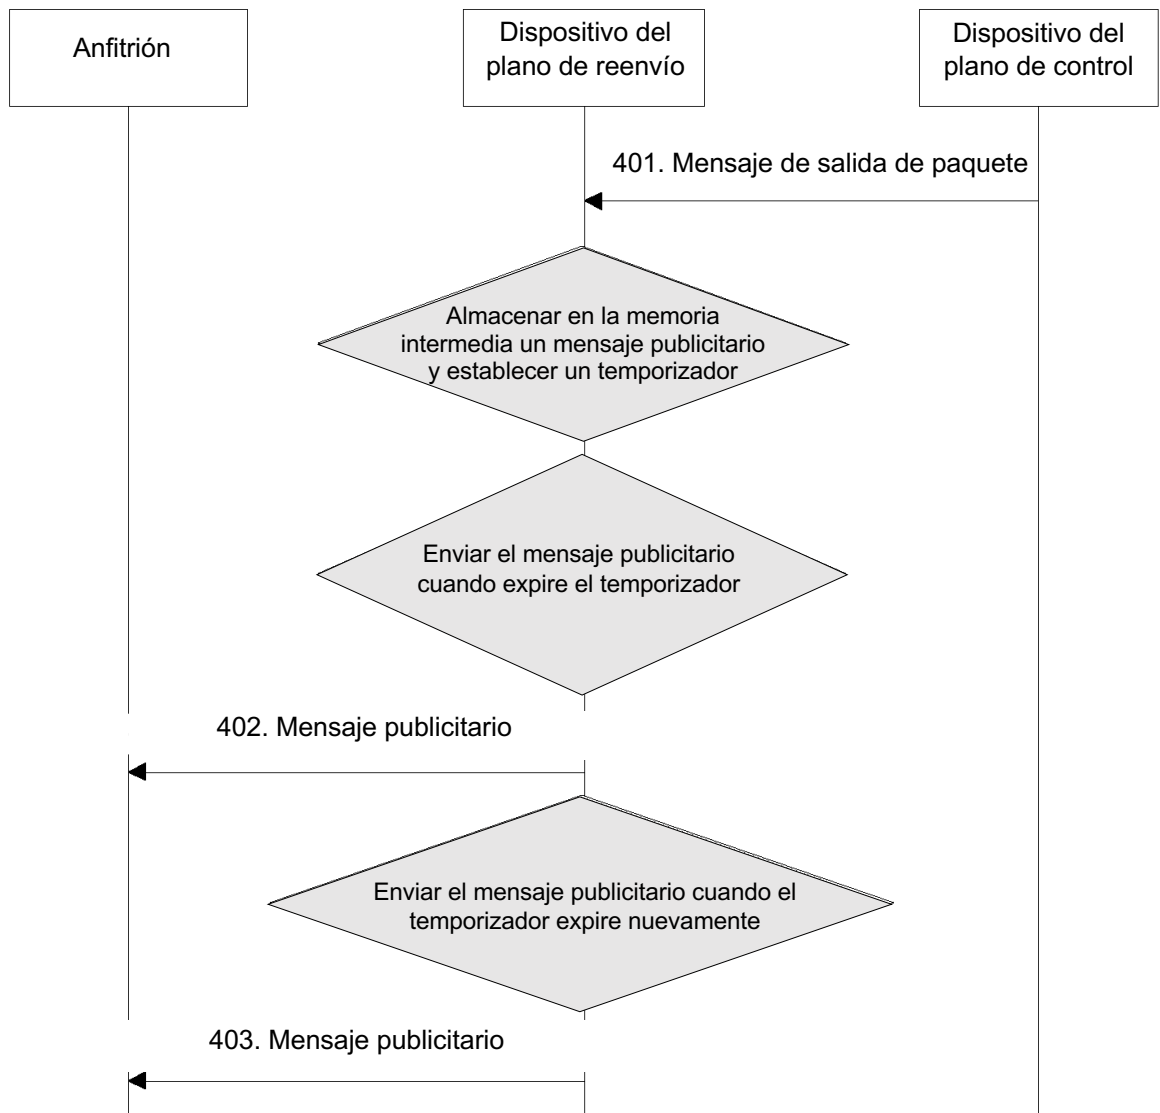 Anfitrión
Dispositivo del
plano de reenvío
Dispositivo del
plano de control
401. Mensaje de salida de paquete
Almacenar en la memoria
intermedia un mensaje publicitario
y establecer un temporizador
Enviar el mensaje publicitario
cuando expire el temporizador
402. Mensaje publicitario
Enviar el mensaje publicitario cuando el
temporizador expire nuevamente
403. Mensaje publicitario